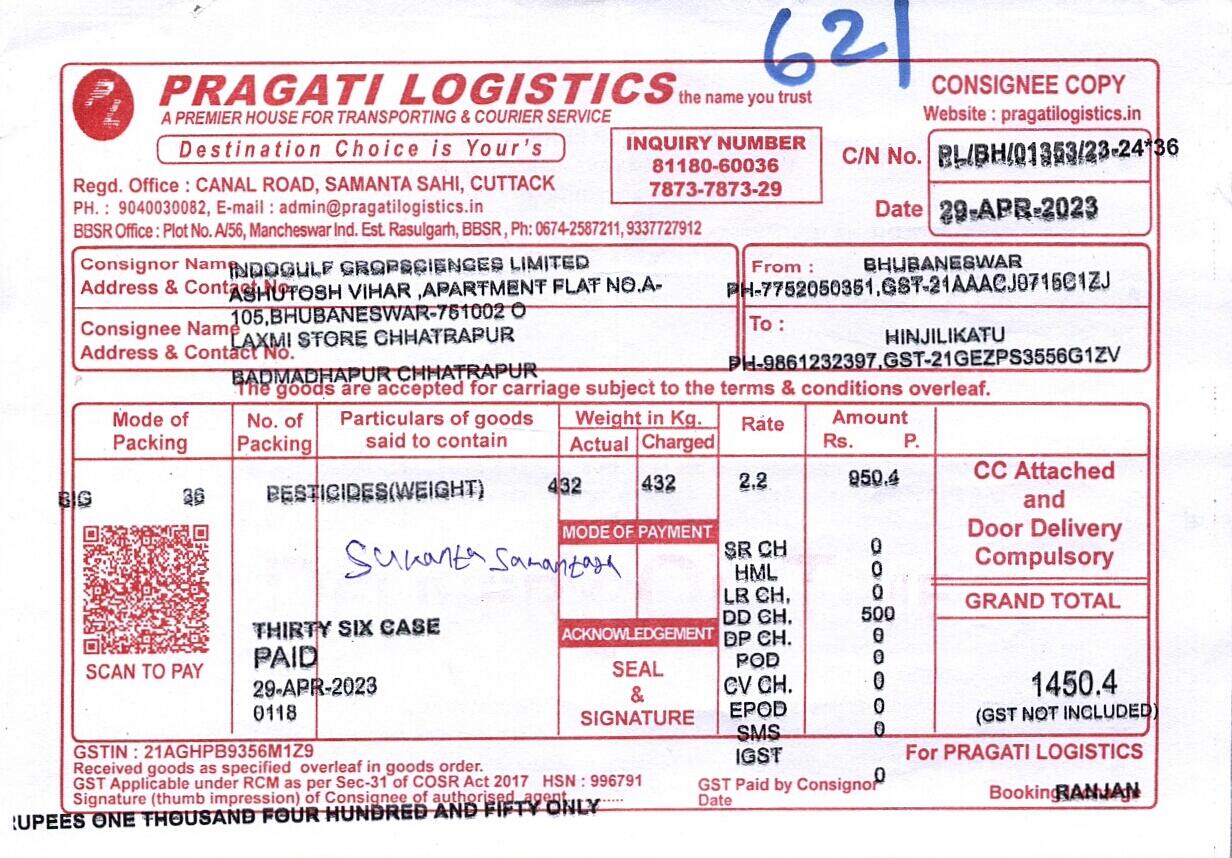 621
PRAGATI LOGISTICS the name you trust
A PREMIER HOUSE FOR TRANSPORTING & COURIER SERVICE
Destination Choice is Your's
Regd. Office : CANAL ROAD, SAMANTA SAHI, CUTTACK
PH. : 9040030082, E-mail : admin@pragatilogistics.in
BBSR Office : Plot No. A/56, Mancheswar Ind. Est. Rasulgarh, BBSR, Ph: 0674-2587211, 9337727912
INQUIRY NUMBER
81180-60036
7873-7873-29
CONSIGNEE COPY
Website : pragatilogistics.in
C/N No. PL/BH/01353/23-24*36
Date 29-APR-2023
Consignor Name INDOGULF CROPSCIENCES LIMITED
Address & Contact No. ASHUTOSH VIHAR ,APARTMENT FLAT NO.A-
105,BHUBANESWAR-751002 O
Consignee Name LAXMI STORE CHHATRAPUR
Address & Contact No.
BADMADHAPUR CHHATRAPUR
From : BHUBANESWAR
PH-7752050351,GST-21AAACJ0715C1ZJ
To : HINJILIKATU
PH-9861232397,GST-21GEZPS3556G1ZV
The goods are accepted for carriage subject to the terms & conditions overleaf.
Mode of Packing No. of Packing Particulars of goods said to contain Weight in Kg. Actual Charged Rate Amount Rs. P.
BIG 36 PESTICIDES(WEIGHT) 432 432 2.2 950.4
CC Attached
and
Door Delivery
Compulsory
MODE OF PAYMENT
SR CH 0
HML 0
LR CH. 0
DD CH. 500
DP CH. 0
POD 0
CV CH. 0
EPOD 0
SMS 0
IGST 0
Sukanta Samantara
THIRTY SIX CASE
PAID
29-APR-2023
0118
SCAN TO PAY
ACKNOWLEDGEMENT
SEAL
&
SIGNATURE
GRAND TOTAL
1450.4
(GST NOT INCLUDED)
GSTIN : 21AGHPB9356M1Z9
Received goods as specified overleaf in goods order.
GST Applicable under RCM as per Sec-31 of COSR Act 2017 HSN : 996791
Signature (thumb impression) of Consignee of authorised agent..........
GST Paid by Consignor
Date
For PRAGATI LOGISTICS
Booking RANJAN
RUPEES ONE THOUSAND FOUR HUNDRED AND FIFTY ONLY